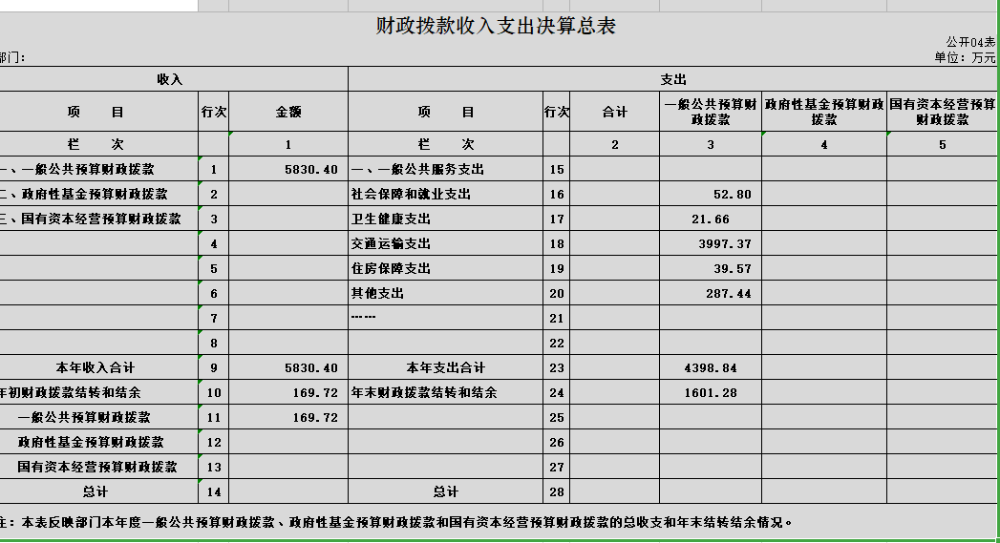 财政拨款收入支出决算总表
公开04表
部门： 单位：万元
收入 支出
项 目 行次 金额 项 目 行次 合计 一般公共预算财政拨款 政府性基金预算财政拨款 国有资本经营预算财政拨款
栏 次 1 栏 次 2 3 4 5
一、一般公共预算财政拨款 1 5830.40 一、一般公共服务支出 15
二、政府性基金预算财政拨款 2 社会保障和就业支出 16 52.80
三、国有资本经营预算财政拨款 3 卫生健康支出 17 21.66
4 交通运输支出 18 3997.37
5 住房保障支出 19 39.57
6 其他支出 20 287.44
7 …… 21
8 22
本年收入合计 9 5830.40 本年支出合计 23 4398.84
年初财政拨款结转和结余 10 169.72 年末财政拨款结转和结余 24 1601.28
一般公共预算财政拨款 11 169.72 25
政府性基金预算财政拨款 12 26
国有资本经营预算财政拨款 13 27
总计 14 总计 28
注：本表反映部门本年度一般公共预算财政拨款、政府性基金预算财政拨款和国有资本经营预算财政拨款的总收支和年末结转结余情况。